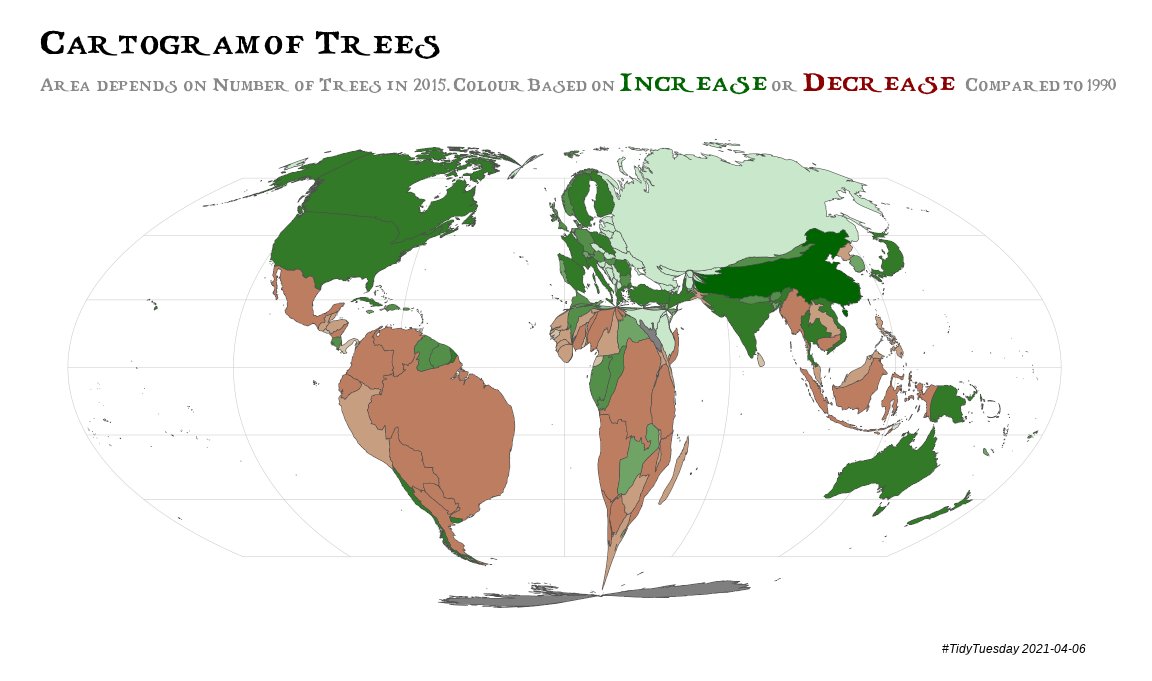 Cartogram of Trees
Area depends on Number of Trees in 2015. Colour Based on Increase or Decrease Compared to 1990
#TidyTuesday 2021-04-06